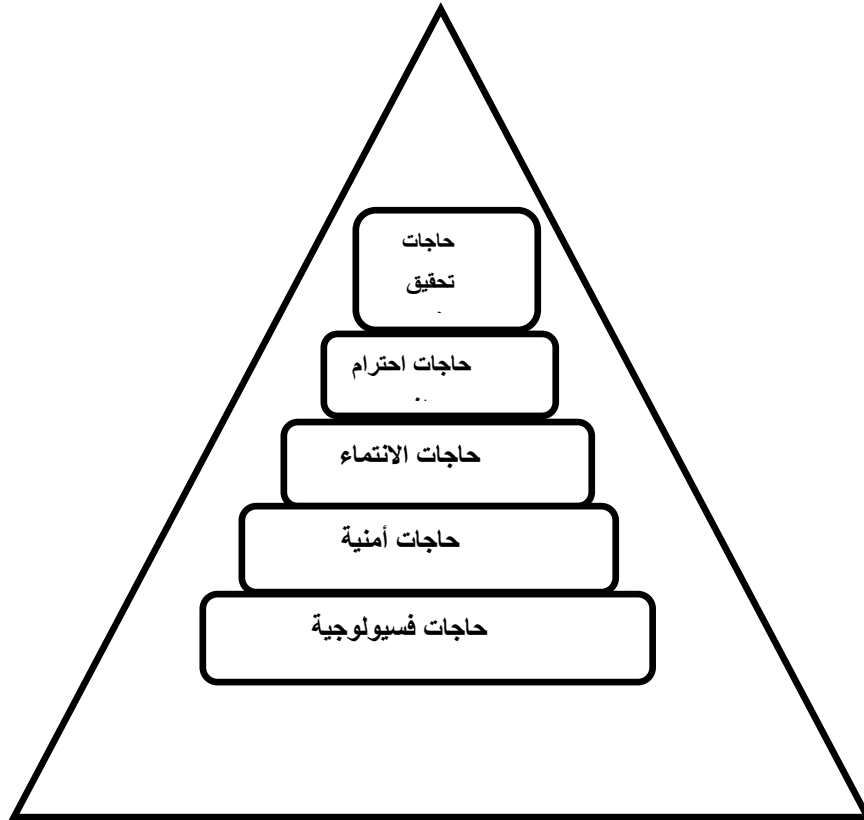 حاجات
تحقيق
حاجات احترام
حاجات الانتماء
حاجات أمنية
حاجات فسيولوجية